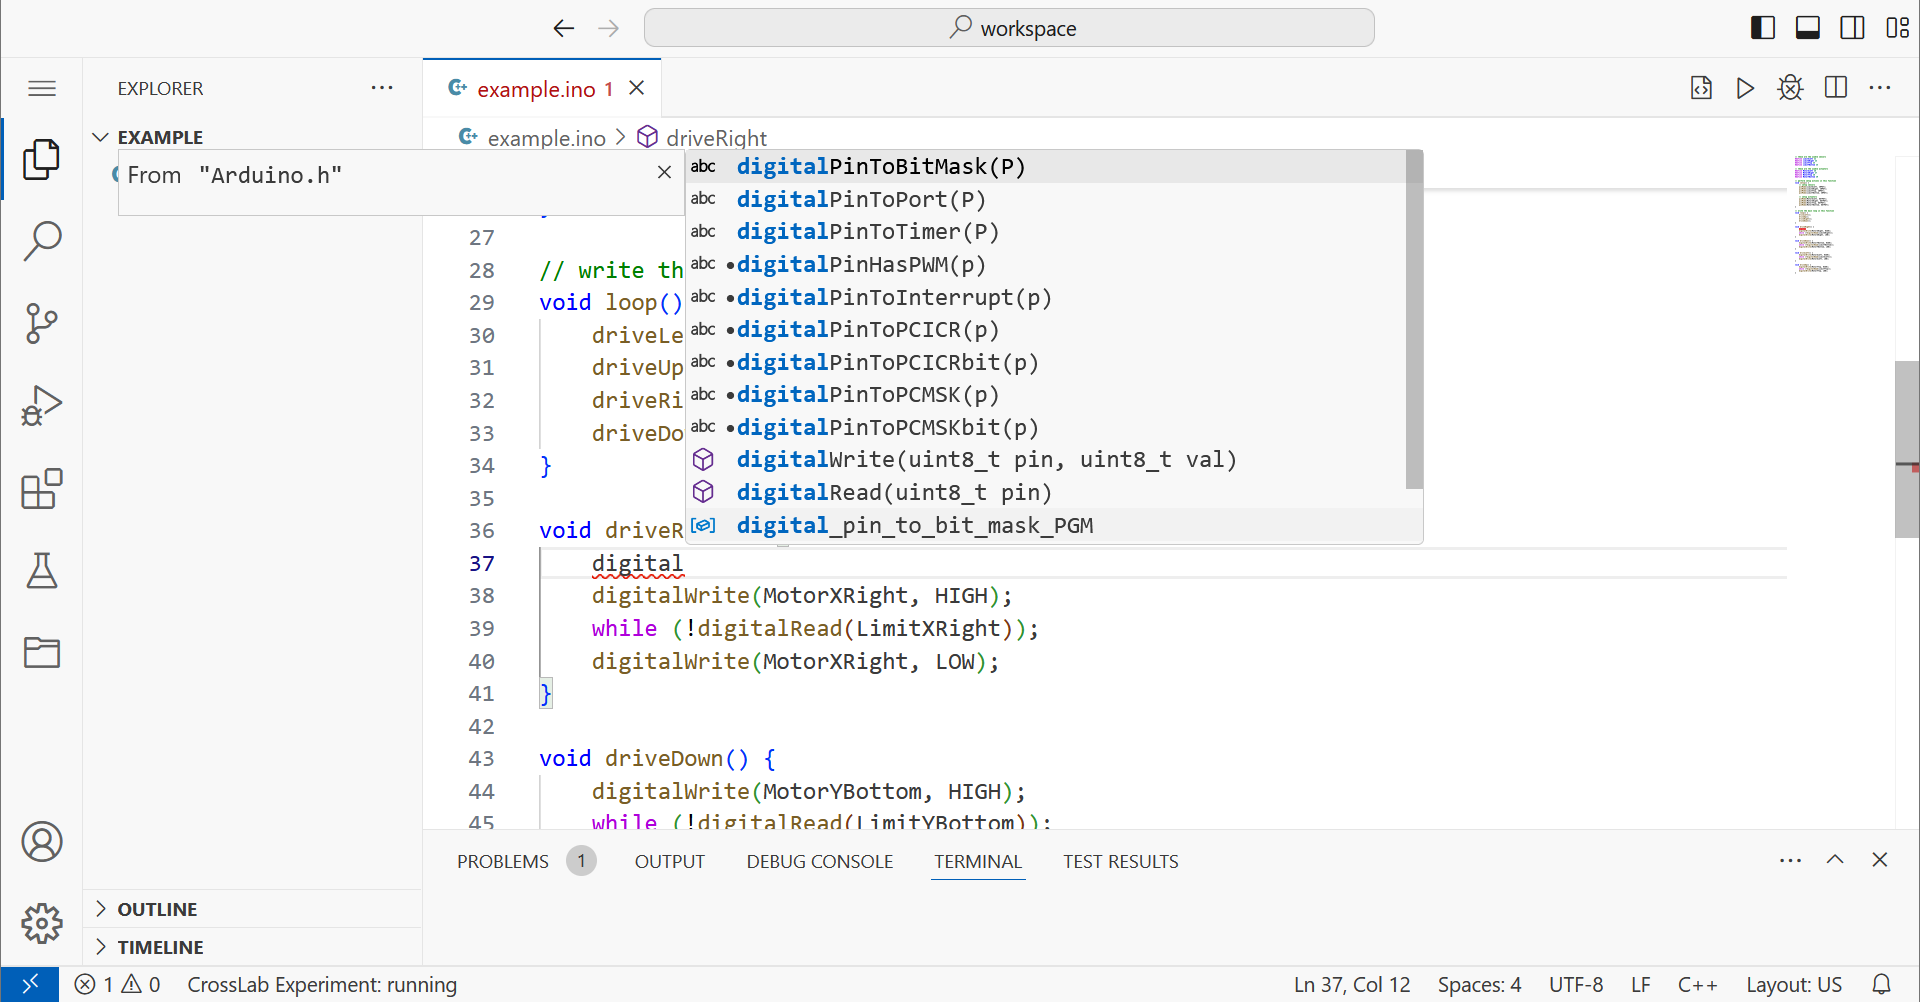 workspace
EXPLORER
example.ino 1
EXAMPLE
example.ino > driveRight
From "Arduino.h"
abc digitalPinToBitMask(P)
abc digitalPinToPort(P)
abc digitalPinToTimer(P)
abc •digitalPinHasPWM(p)
abc •digitalPinToInterrupt(p)
abc •digitalPinToPCICR(p)
abc •digitalPinToPCICRbit(p)
abc •digitalPinToPCMSK(p)
abc •digitalPinToPCMSKbit(p)
digitalWrite(uint8_t pin, uint8_t val)
digitalRead(uint8_t pin)
digital_pin_to_bit_mask_PGM
27
28 // write th
29 void loop()
30 driveLe
31 driveUp
32 driveRi
33 driveDo
34 }
35
36 void driveR
37 digital
38 digitalWrite(MotorXRight, HIGH);
39 while (!digitalRead(LimitXRight));
40 digitalWrite(MotorXRight, LOW);
41 }
42
43 void driveDown() {
44 digitalWrite(MotorYBottom, HIGH);
45 while (!digitalRead(LimitYBottom));
PROBLEMS 1 OUTPUT DEBUG CONSOLE TERMINAL TEST RESULTS
OUTLINE
TIMELINE
1 0 CrossLab Experiment: running Ln 37, Col 12 Spaces: 4 UTF-8 LF C++ Layout: US